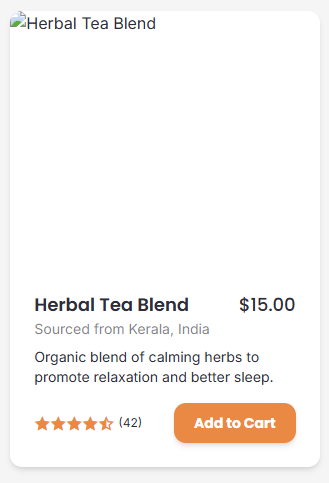 Herbal Tea Blend
Herbal Tea Blend $15.00
Sourced from Kerala, India
Organic blend of calming herbs to
promote relaxation and better sleep.
(42) Add to Cart